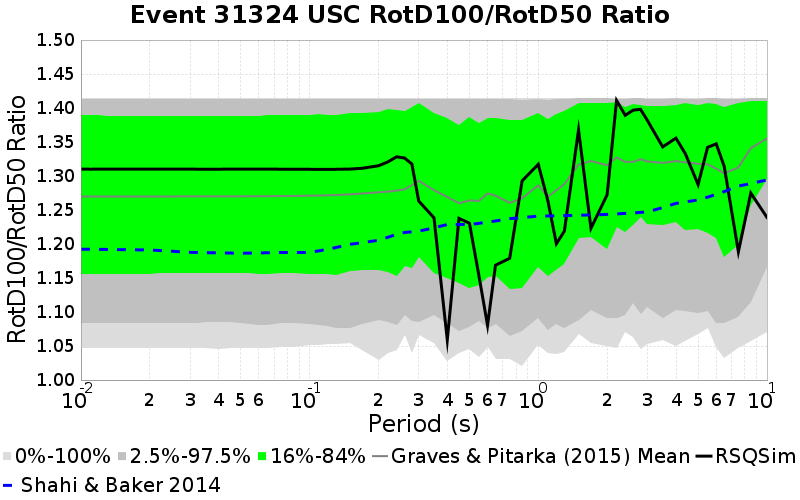 Event 31324 USC RotD100/RotD50 Ratio
RotD100/RotD50 Ratio
1.50
1.45
1.40
1.35
1.30
1.25
1.20
1.15
1.10
1.05
1.00
10-2 2 3 4 5 6 10-1 2 3 4 5 6 7 100 2 3 4 5 6 7 101
Period (s)
0%-100% 2.5%-97.5% 16%-84% Graves & Pitarka (2015) Mean RSQSim
Shahi & Baker 2014